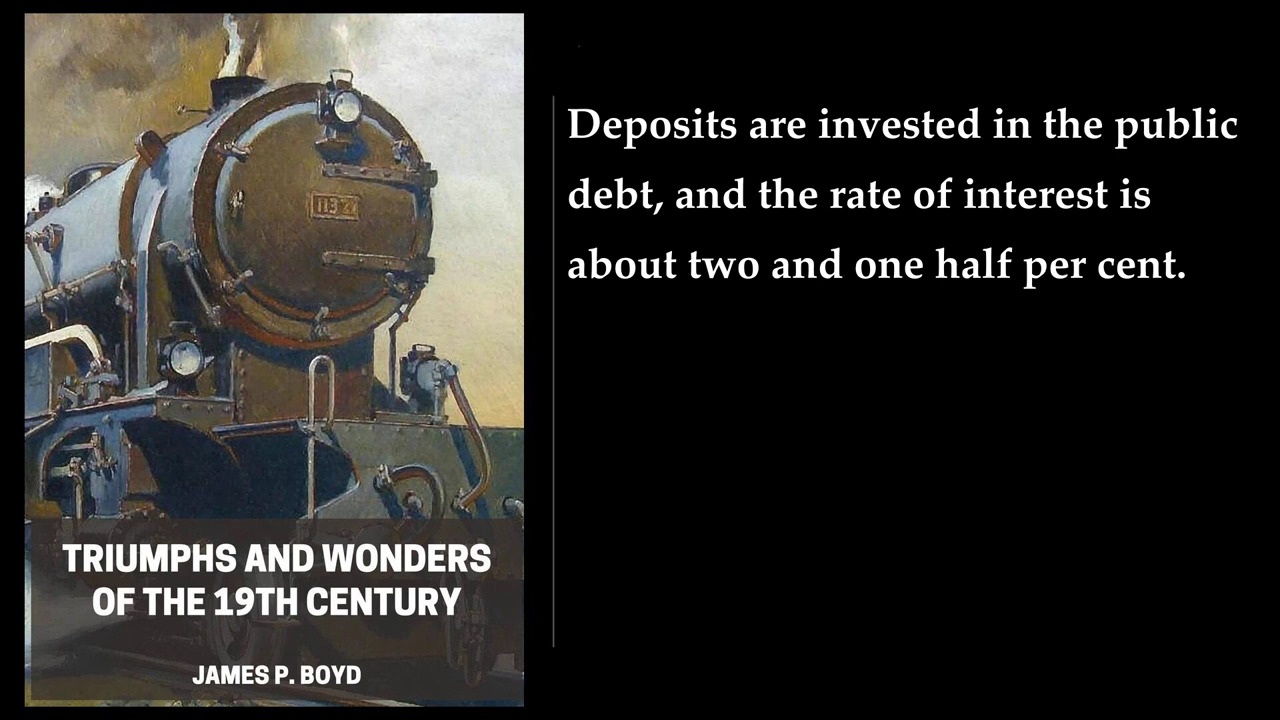 TRIUMPHS AND WONDERS
OF THE 19TH CENTURY
JAMES P. BOYD
Deposits are invested in the public
debt, and the rate of interest is
about two and one half per cent.